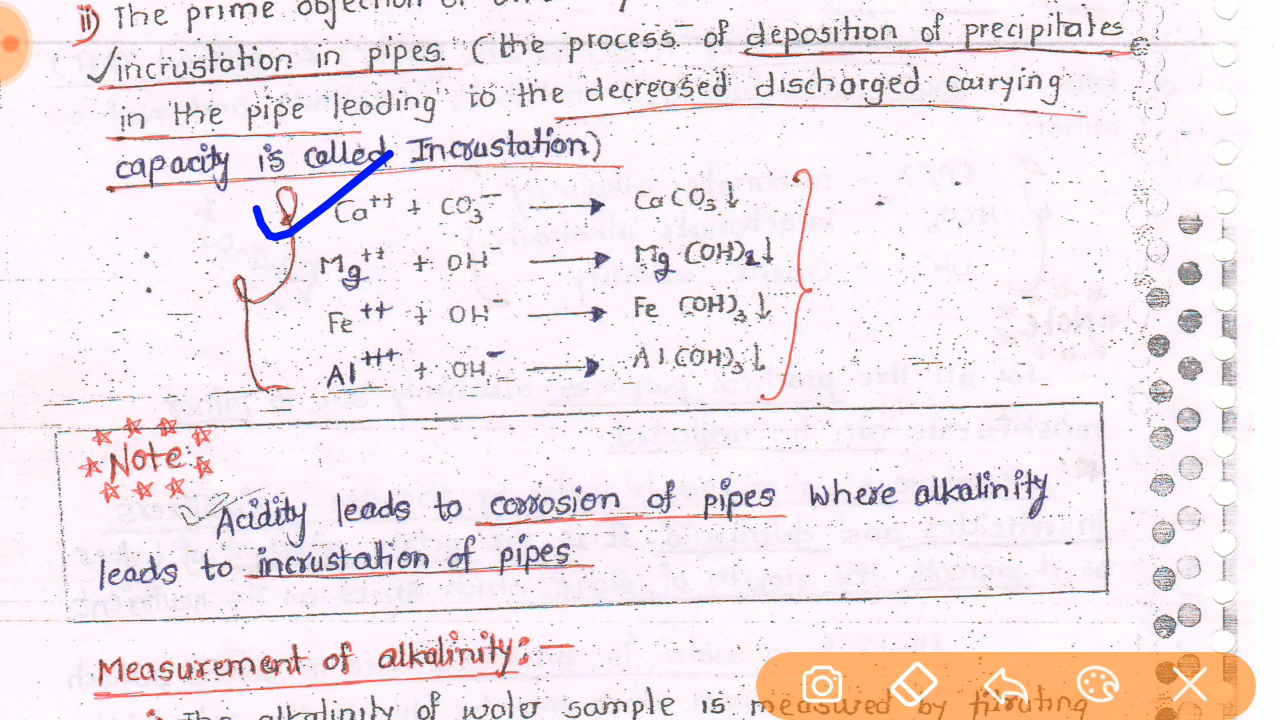 ii) The prime objection of
incrustation in pipes. (the process of deposition of precipitates
in the pipe leading to the decreased discharged carrying
capacity is called Incrustation)
Ca⁺⁺ + CO₃⁻⁻ → CaCO₃↓
Mg⁺⁺ + OH⁻ → Mg (OH)₂↓
Fe⁺⁺ + OH⁻ → Fe (OH)₃↓
Al⁺⁺⁺ + OH⁻ → Al(OH)₃↓
Note:
Acidity leads to corrosion of pipes where alkalinity
leads to incrustation of pipes.
Measurement of alkalinity:-
The alkalinity of water sample is measured by titrating